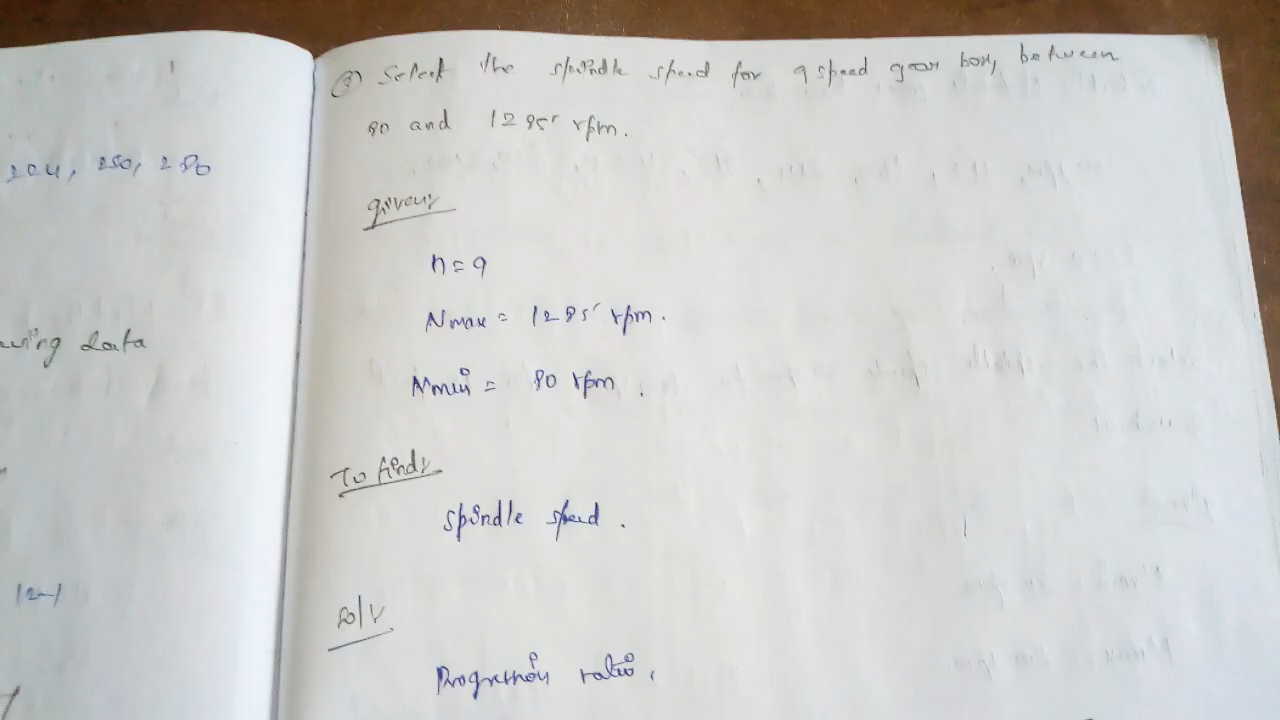 204, 250, 280
wing data
12-1
③ Select the spindle speed for 9 speed gear box, between
80 and 1285 rpm.
given:
n = 9
Nmax = 1285 rpm.
Nmin = 80 rpm.
To find:
spindle speed.
sol:
Progression ratio,